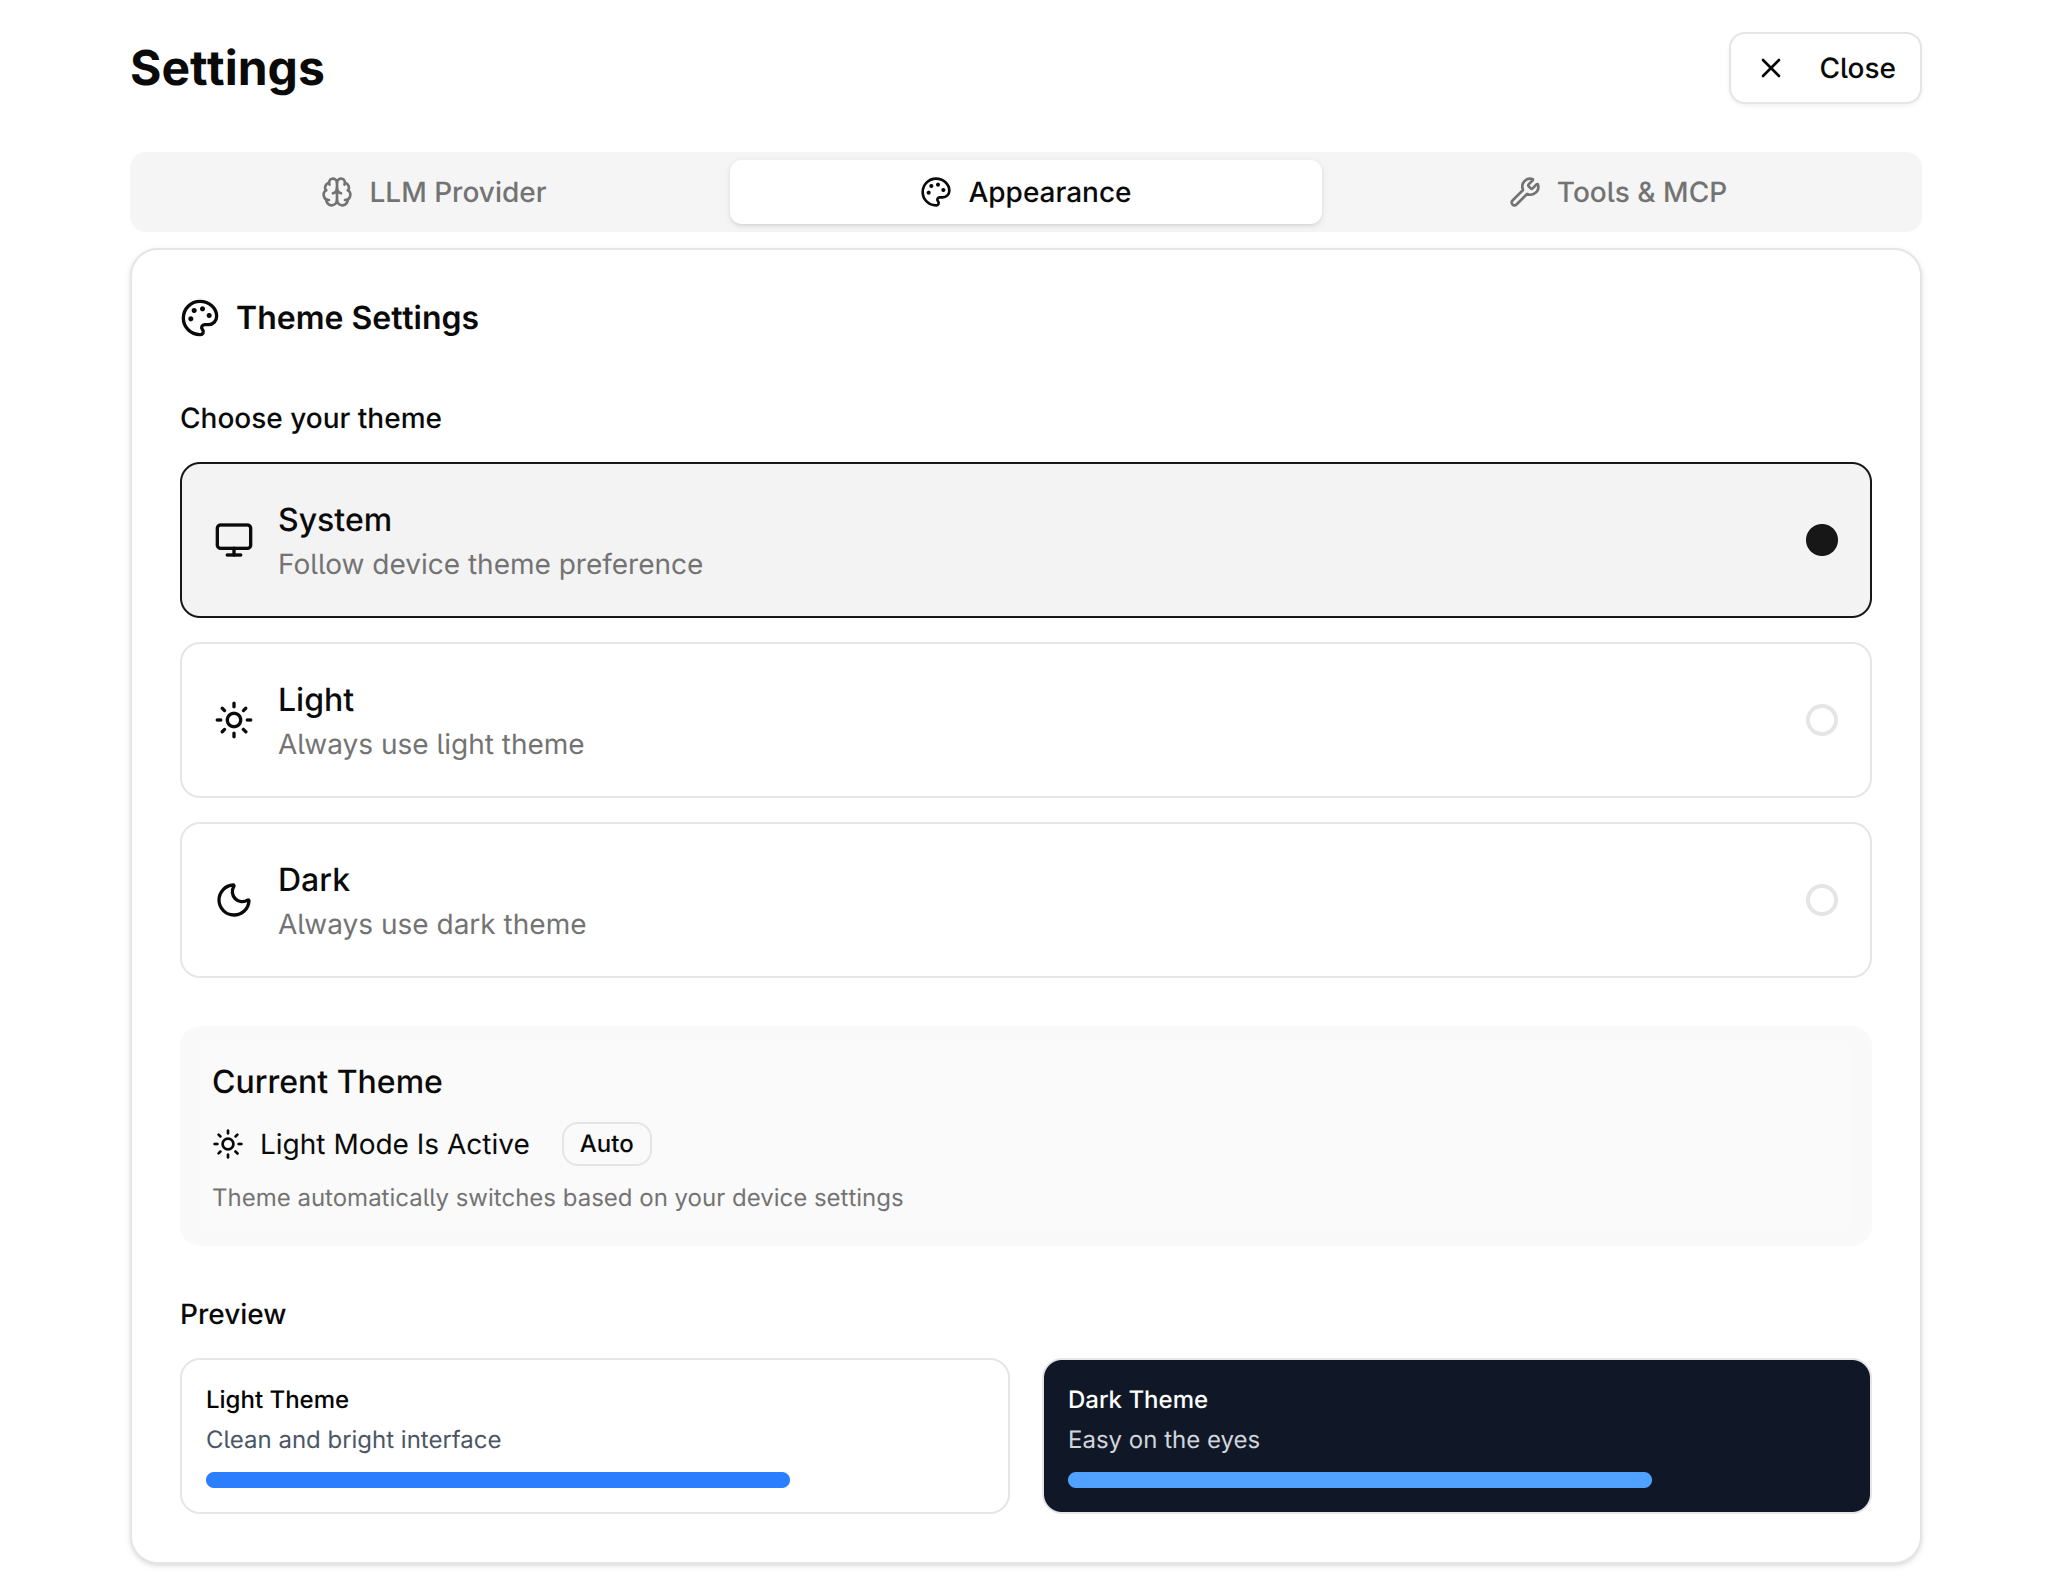 Settings
Close
LLM Provider
Appearance
Tools & MCP
Theme Settings
Choose your theme
System
Follow device theme preference
Light
Always use light theme
Dark
Always use dark theme
Current Theme
Light Mode Is Active
Auto
Theme automatically switches based on your device settings
Preview
Light Theme
Clean and bright interface
Dark Theme
Easy on the eyes